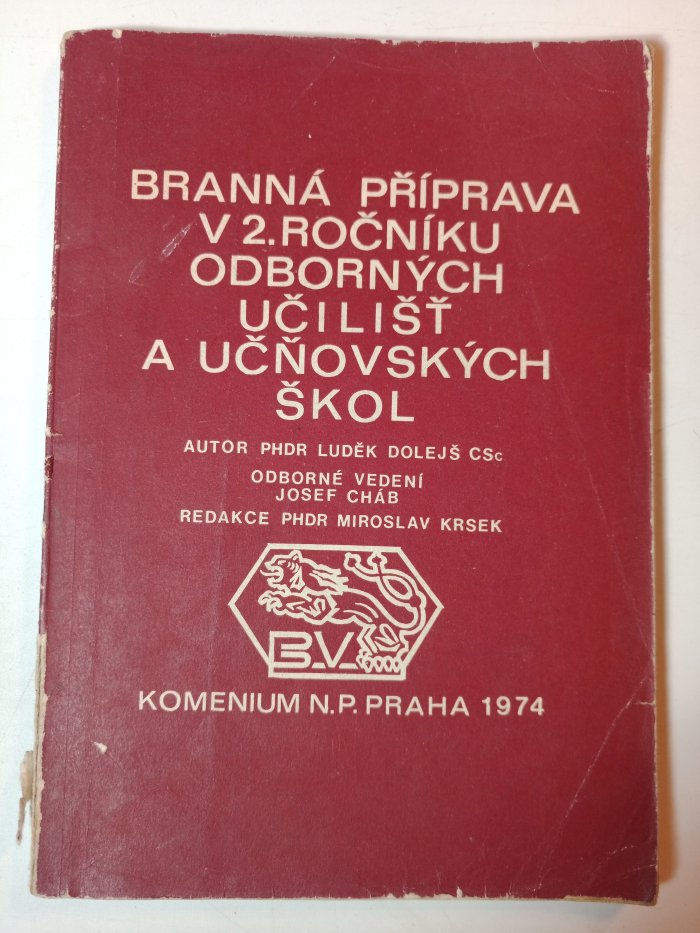 BRANNÁ PŘÍPRAVA
V 2. ROČNÍKU
ODBORNÝCH
UČILIŠŤ
A UČŇOVSKÝCH
ŠKOL
AUTOR PHDR LUDĚK DOLEJŠ CSc
ODBORNÉ VEDENÍ
JOSEF CHÁB
REDAKCE PHDR MIROSLAV KRSEK
B.V.
KOMENIUM N.P. PRAHA 1974